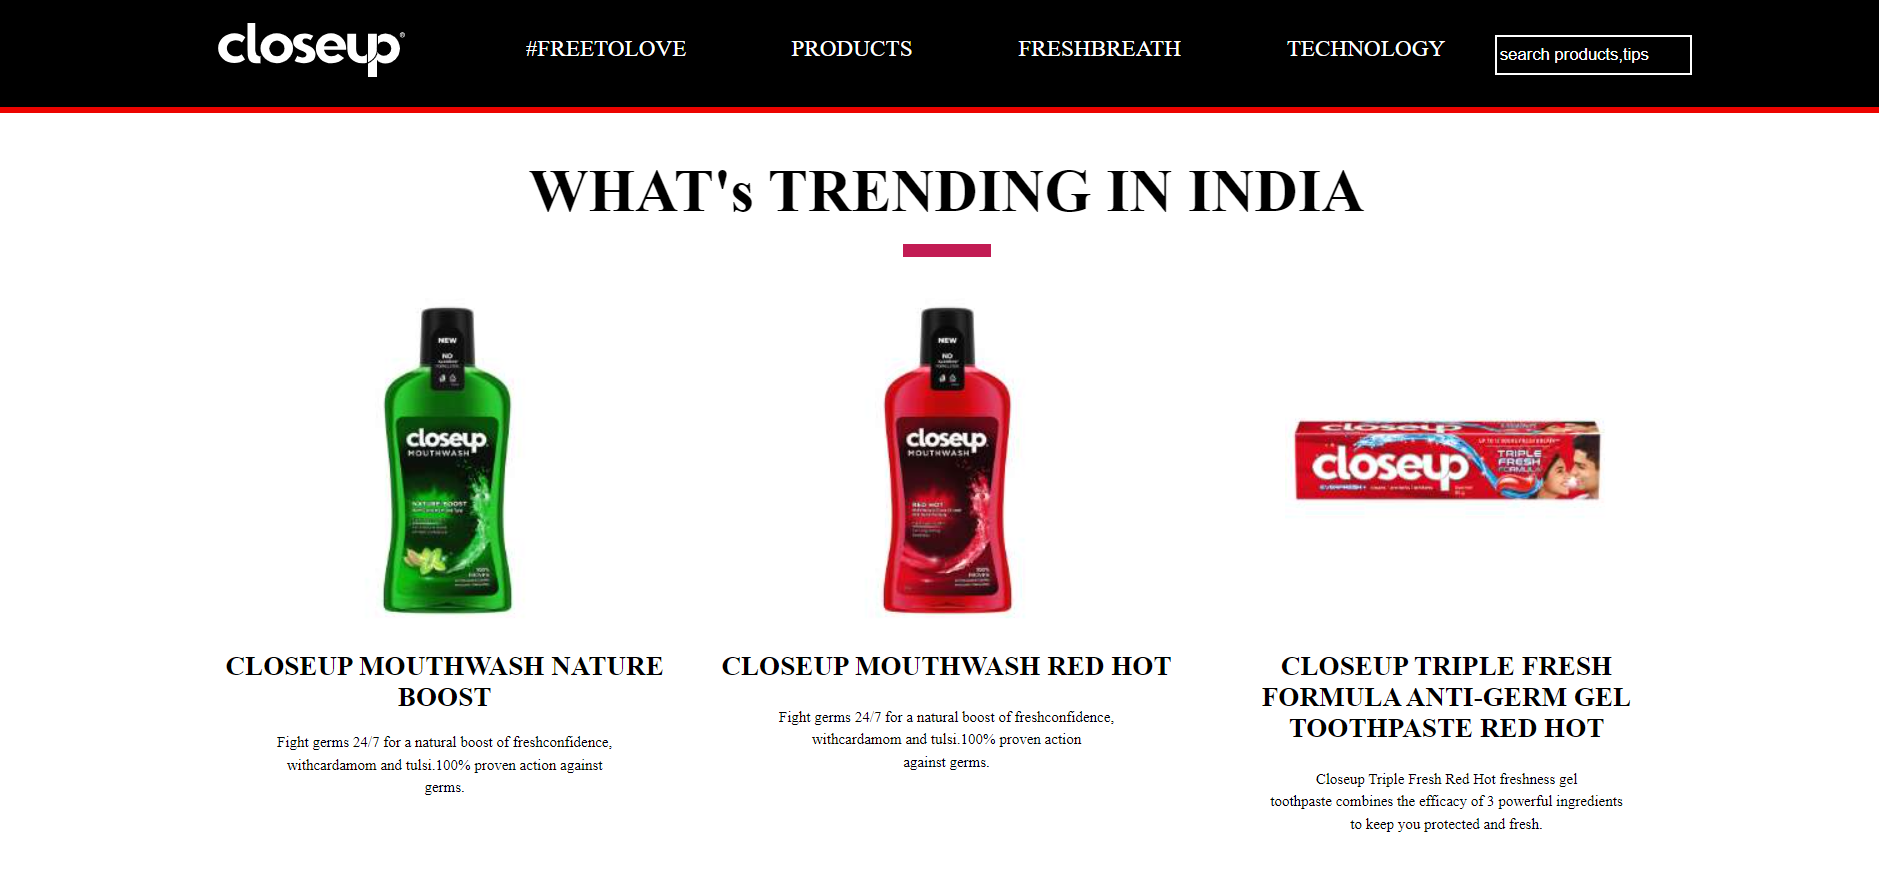 closeup
#FREETOLOVE
PRODUCTS
FRESHBREATH
TECHNOLOGY
search products,tips
WHAT's TRENDING IN INDIA
NEW
NO
closeup
MOUTHWASH
NATURE BOOST
100%
NEW
NO
closeup
MOUTHWASH
RED HOT
100%
closeup
TRIPLE
FRESH
FORMULA
closeup
CLOSEUP MOUTHWASH NATURE
BOOST
Fight germs 24/7 for a natural boost of freshconfidence,
withcardamom and tulsi.100% proven action against
germs.
CLOSEUP MOUTHWASH RED HOT
Fight germs 24/7 for a natural boost of freshconfidence,
withcardamom and tulsi.100% proven action
against germs.
CLOSEUP TRIPLE FRESH
FORMULA ANTI-GERM GEL
TOOTHPASTE RED HOT
Closeup Triple Fresh Red Hot freshness gel
toothpaste combines the efficacy of 3 powerful ingredients
to keep you protected and fresh.